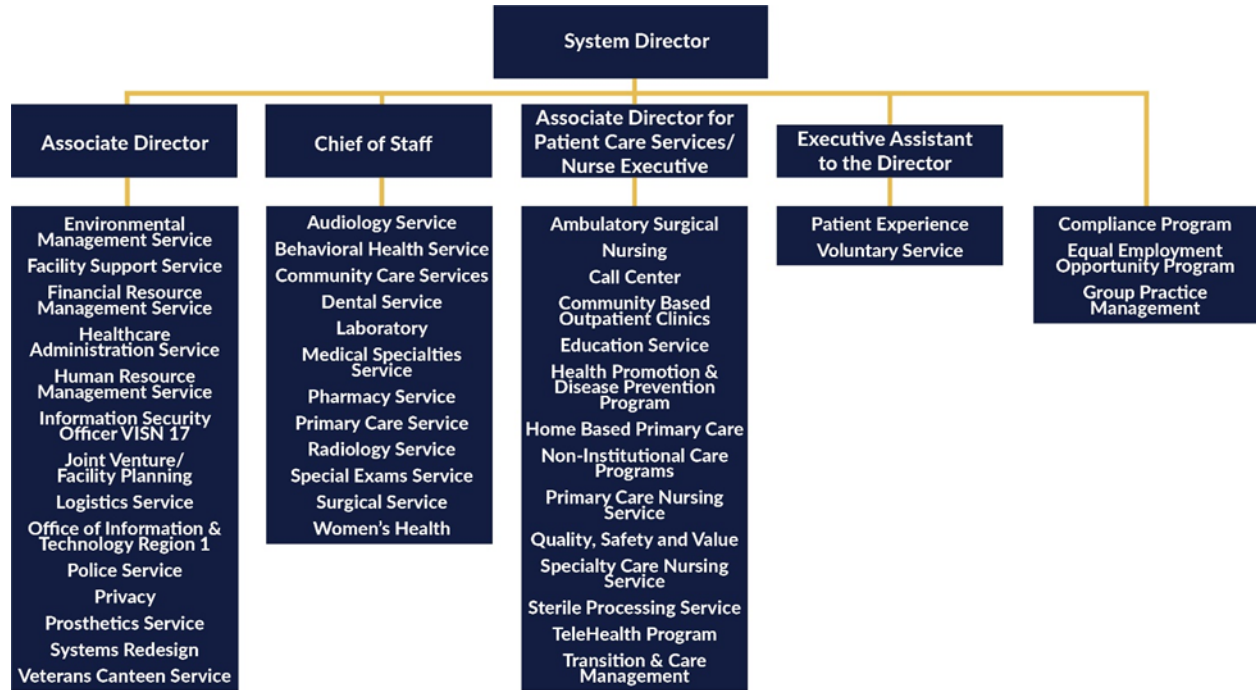 System Director
Associate Director
Chief of Staff
Associate Director for
Patient Care Services/
Nurse Executive
Executive Assistant
to the Director
Environmental
Management Service
Facility Support Service
Financial Resource
Management Service
Healthcare
Administration Service
Human Resource
Management Service
Information Security
Officer VISN 17
Joint Venture/
Facility Planning
Logistics Service
Office of Information &
Technology Region 1
Police Service
Privacy
Prosthetics Service
Systems Redesign
Veterans Canteen Service
Audiology Service
Behavioral Health Service
Community Care Services
Dental Service
Laboratory
Medical Specialties
Service
Pharmacy Service
Primary Care Service
Radiology Service
Special Exams Service
Surgical Service
Women's Health
Ambulatory Surgical
Nursing
Call Center
Community Based
Outpatient Clinics
Education Service
Health Promotion &
Disease Prevention
Program
Home Based Primary Care
Non-Institutional Care
Programs
Primary Care Nursing
Service
Quality, Safety and Value
Specialty Care Nursing
Service
Sterile Processing Service
TeleHealth Program
Transition & Care
Management
Patient Experience
Voluntary Service
Compliance Program
Equal Employment
Opportunity Program
Group Practice
Management